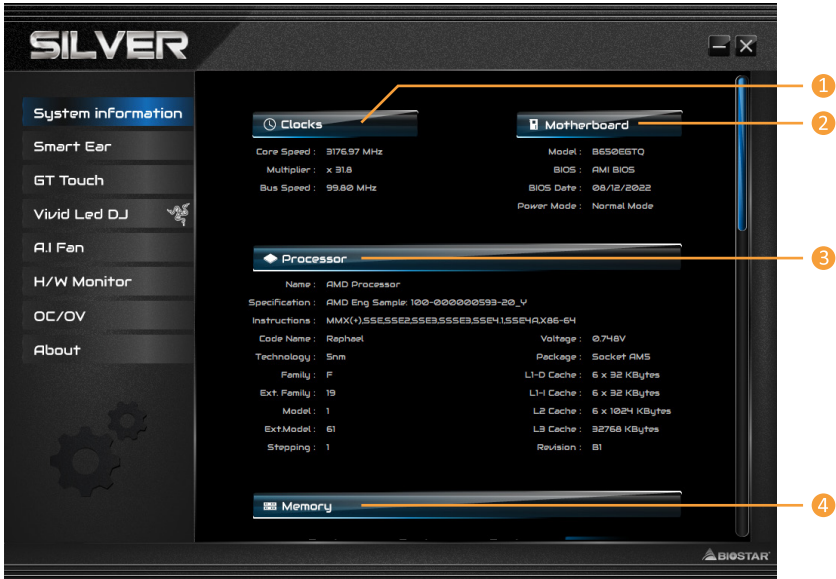 SILVER
System information
Smart Ear
GT Touch
Vivid Led DJ
A.I Fan
H/W Monitor
OC/OV
About
Clocks
Core Speed : 3176.97 MHz
Multiplier : x 31.8
Bus Speed : 99.80 MHz
1
Motherboard
Model : B650EGTQ
BIOS : AMI BIOS
BIOS Date : 08/12/2022
Power Mode : Normal Mode
2
Processor
3
Name : AMD Processor
Specification : AMD Eng Sample: 100-000000593-20_Y
Instructions : MMX(+),SSE,SSE2,SSE3,SSSE3,SSE4.1,SSE4A,X86-64
Code Name : Raphael
Technology : 5nm
Family : F
Ext. Family : 19
Model : 1
Ext.Model : 61
Stepping : 1
Voltage : 0.748V
Package : Socket AM5
L1-D Cache : 6 x 32 KBytes
L1-I Cache : 6 x 32 KBytes
L2 Cache : 6 x 1024 KBytes
L3 Cache : 32768 KBytes
Revision : B1
Memory
4
BIOSTAR